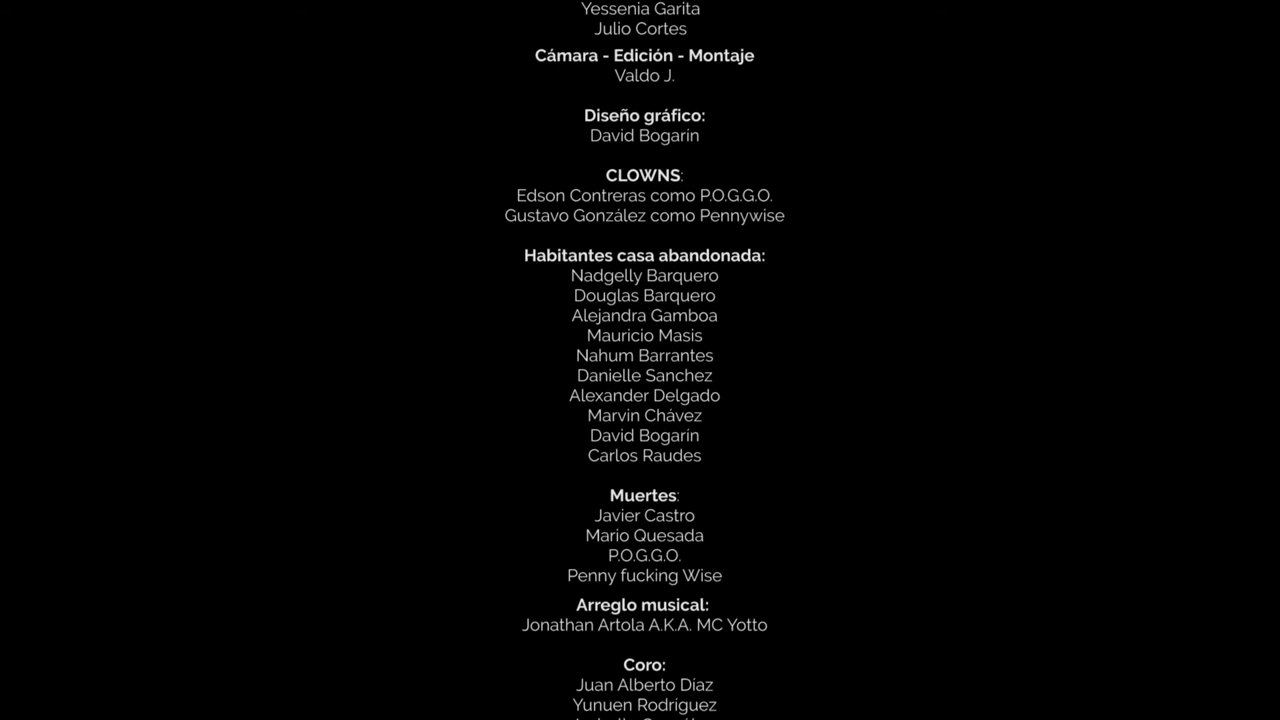 Yessenia Garita
Julio Cortes
Cámara - Edición - Montaje
Valdo J.
Diseño gráfico:
David Bogarín
CLOWNS:
Edson Contreras como P.O.G.G.O.
Gustavo González como Pennywise
Habitantes casa abandonada:
Nadgelly Barquero
Douglas Barquero
Alejandra Gamboa
Mauricio Masis
Nahum Barrantes
Danielle Sanchez
Alexander Delgado
Marvin Chávez
David Bogarín
Carlos Raudes
Muertes:
Javier Castro
Mario Quesada
P.O.G.G.O.
Penny fucking Wise
Arreglo musical:
Jonathan Artola A.K.A. MC Yotto
Coro:
Juan Alberto Díaz
Yunuen Rodríguez